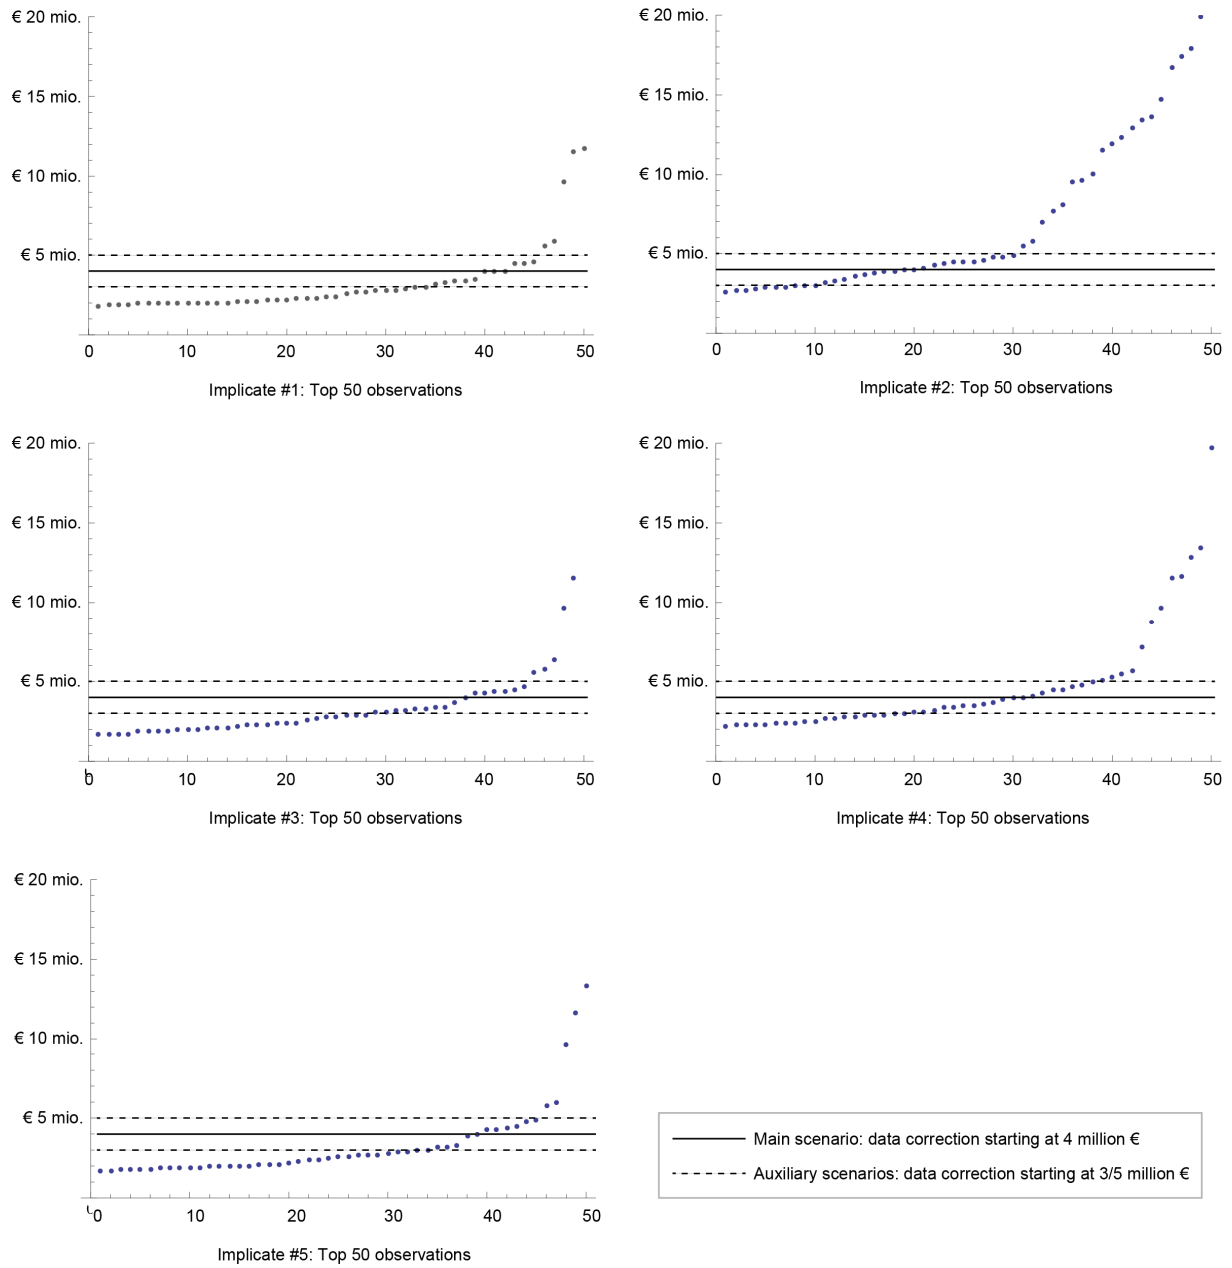 € 20 mio.
€ 15 mio.
€ 10 mio.
€ 5 mio.
0 10 20 30 40 50
Implicate #1: Top 50 observations
€ 20 mio.
€ 15 mio.
€ 10 mio.
€ 5 mio.
0 10 20 30 40 50
Implicate #2: Top 50 observations
€ 20 mio.
€ 15 mio.
€ 10 mio.
€ 5 mio.
0 10 20 30 40 50
Implicate #3: Top 50 observations
€ 20 mio.
€ 15 mio.
€ 10 mio.
€ 5 mio.
0 10 20 30 40 50
Implicate #4: Top 50 observations
€ 20 mio.
€ 15 mio.
€ 10 mio.
€ 5 mio.
0 10 20 30 40 50
Implicate #5: Top 50 observations
Main scenario: data correction starting at 4 million €
Auxiliary scenarios: data correction starting at 3/5 million €